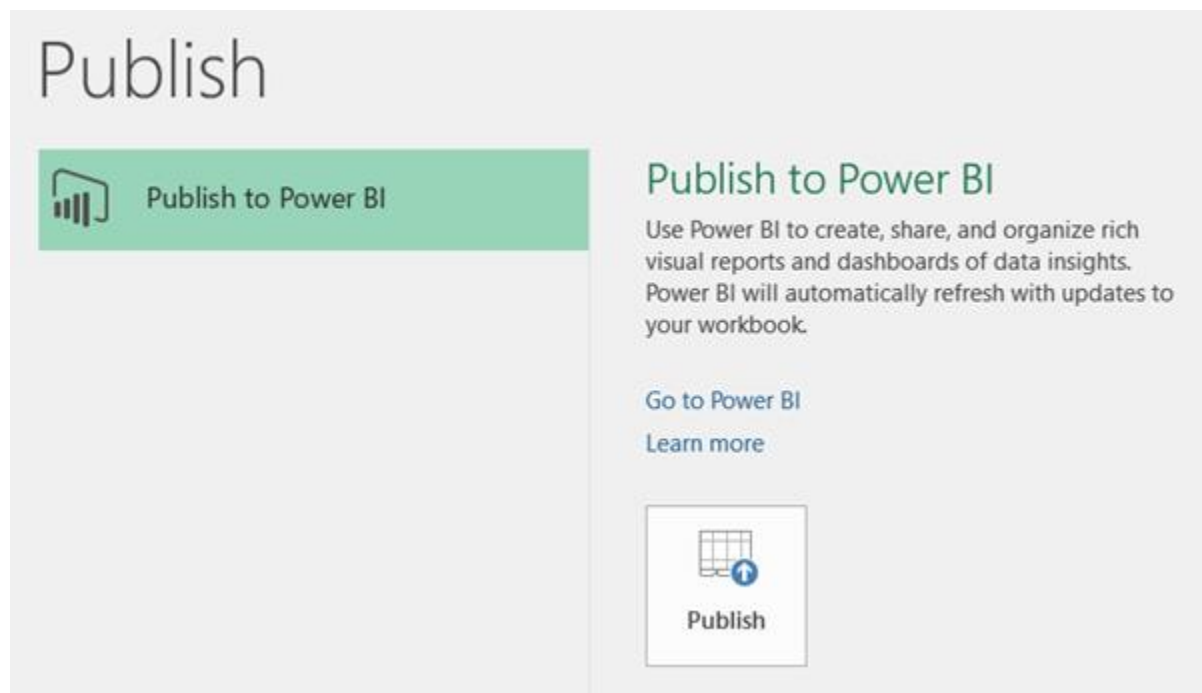 Publish
Publish to Power BI
Publish to Power BI
Use Power BI to create, share, and organize rich
visual reports and dashboards of data insights.
Power BI will automatically refresh with updates to
your workbook.
Go to Power BI
Learn more
Publish